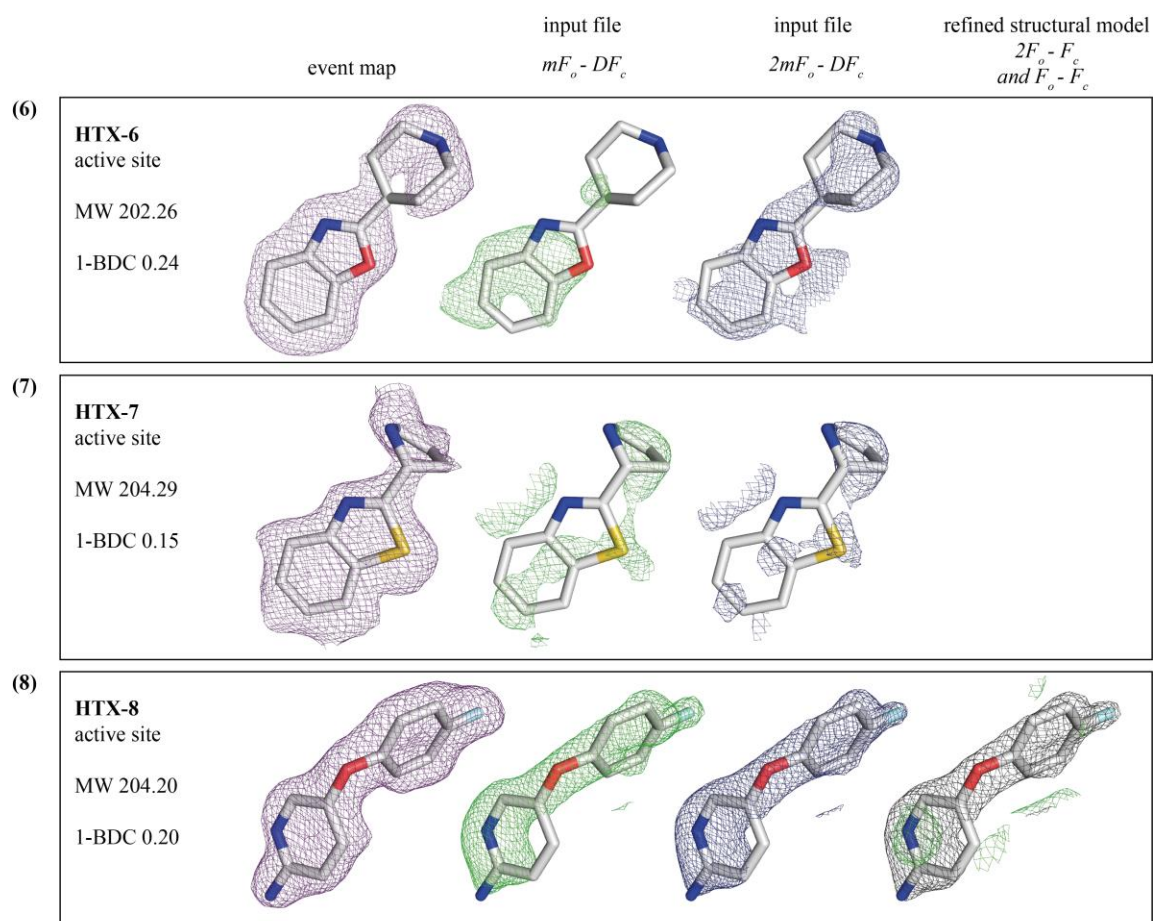 input file input file refined structural model
event map mFo - DFc 2mFo - DFc 2Fo - Fc
and Fo - Fc
(6)
HTX-6
active site
MW 202.26
1-BDC 0.24
(7)
HTX-7
active site
MW 204.29
1-BDC 0.15
(8)
HTX-8
active site
MW 204.20
1-BDC 0.20